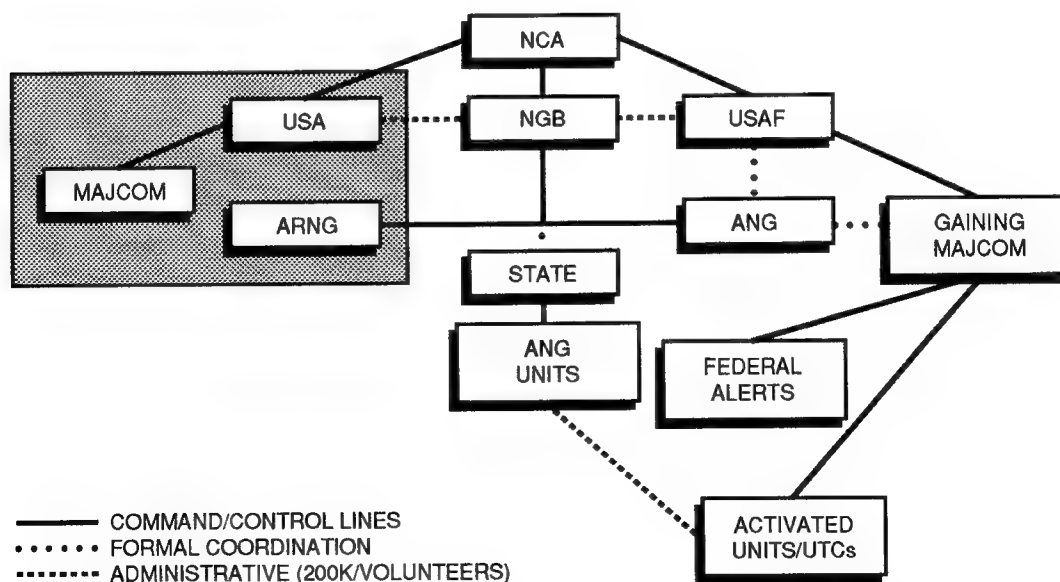 NCA
USA
NGB
USAF
MAJCOM
ARNG
ANG
GAINING
MAJCOM
STATE
ANG
UNITS
FEDERAL
ALERTS
ACTIVATED
UNITS/UTCs
COMMAND/CONTROL LINES
FORMAL COORDINATION
ADMINISTRATIVE (200K/VOLUNTEERS)